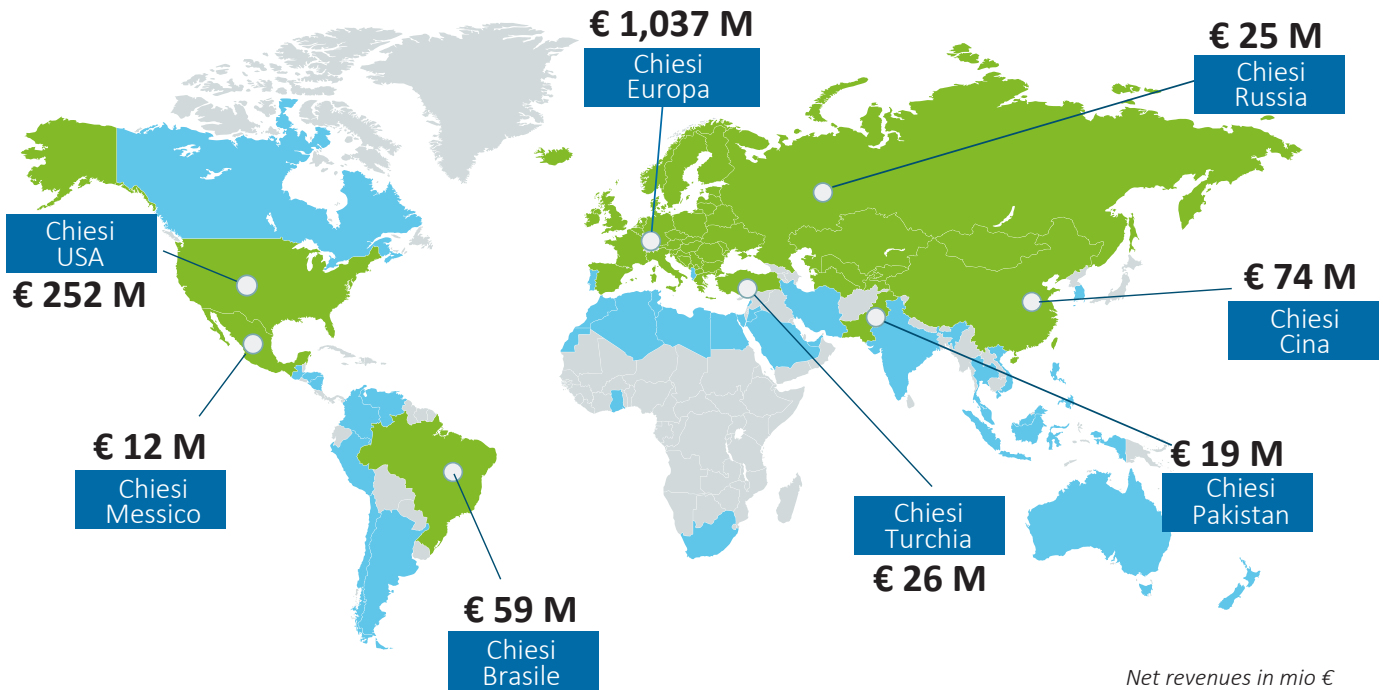 € 1,037 M
Chiesi
Europa
€ 25 M
Chiesi
Russia
Chiesi
USA
€ 252 M
€ 74 M
Chiesi
Cina
€ 12 M
Chiesi
Messico
€ 19 M
Chiesi
Pakistan
Chiesi
Turchia
€ 26 M
€ 59 M
Chiesi
Brasile
Net revenues in mio €